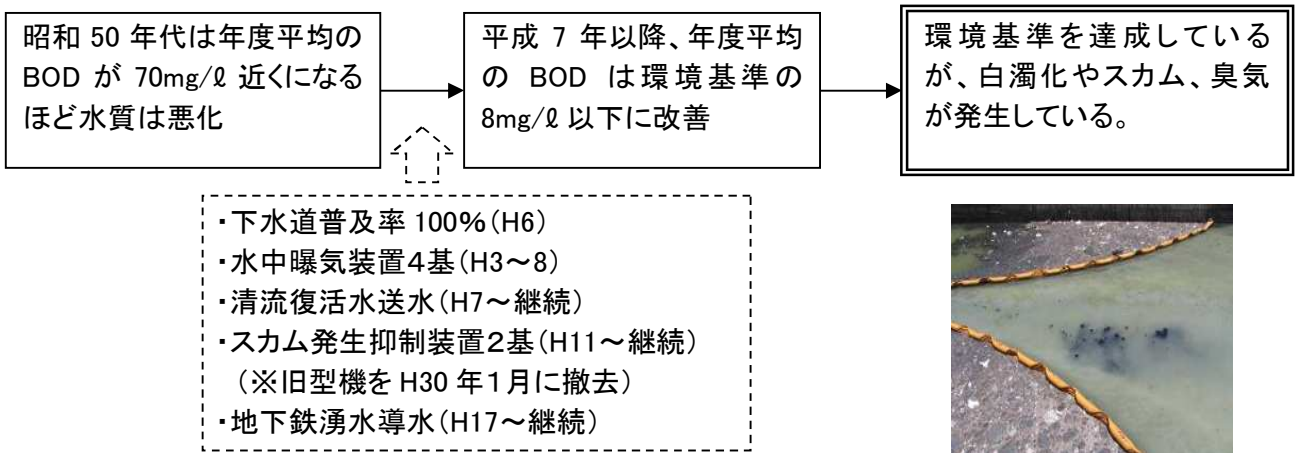 昭和 50 年代は年度平均の
BOD が 70mg/ℓ 近くになる
ほど水質は悪化
平成 7 年以降、年度平均
の BOD は環境基準の
8mg/ℓ 以下に改善
環境基準を達成している
が、白濁化やスカム、臭気
が発生している。
・下水道普及率 100％（H6）
・水中曝気装置４基（H3～8）
・清流復活水送水（H7～継続）
・スカム発生抑制装置２基（H11～継続）
（※旧型機を H30 年１月に撤去）
・地下鉄湧水導水（H17～継続）